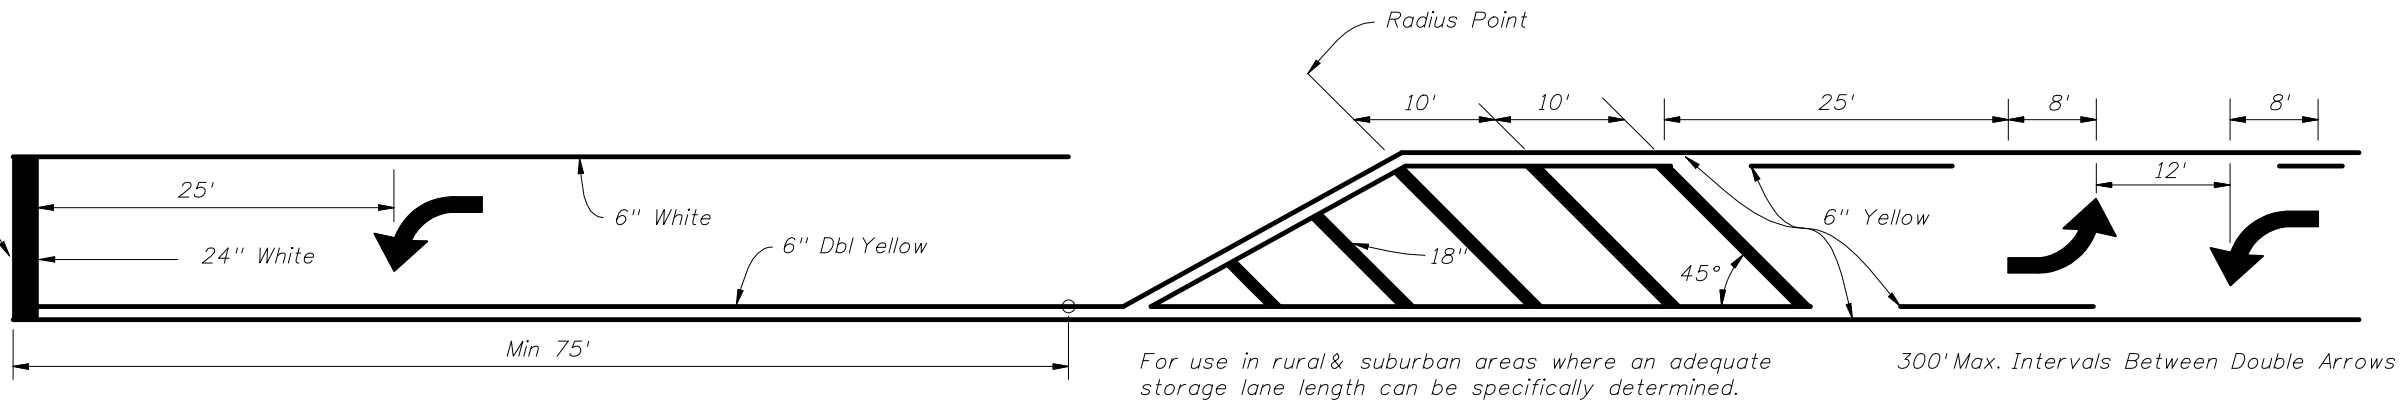 Radius Point
10'
10'
25'
8'
8'
12'
25'
6" White
6" Yellow
24" White
6" Dbl Yellow
18"
45°
Min 75'
For use in rural & suburban areas where an adequate
storage lane length can be specifically determined.
300' Max. Intervals Between Double Arrows